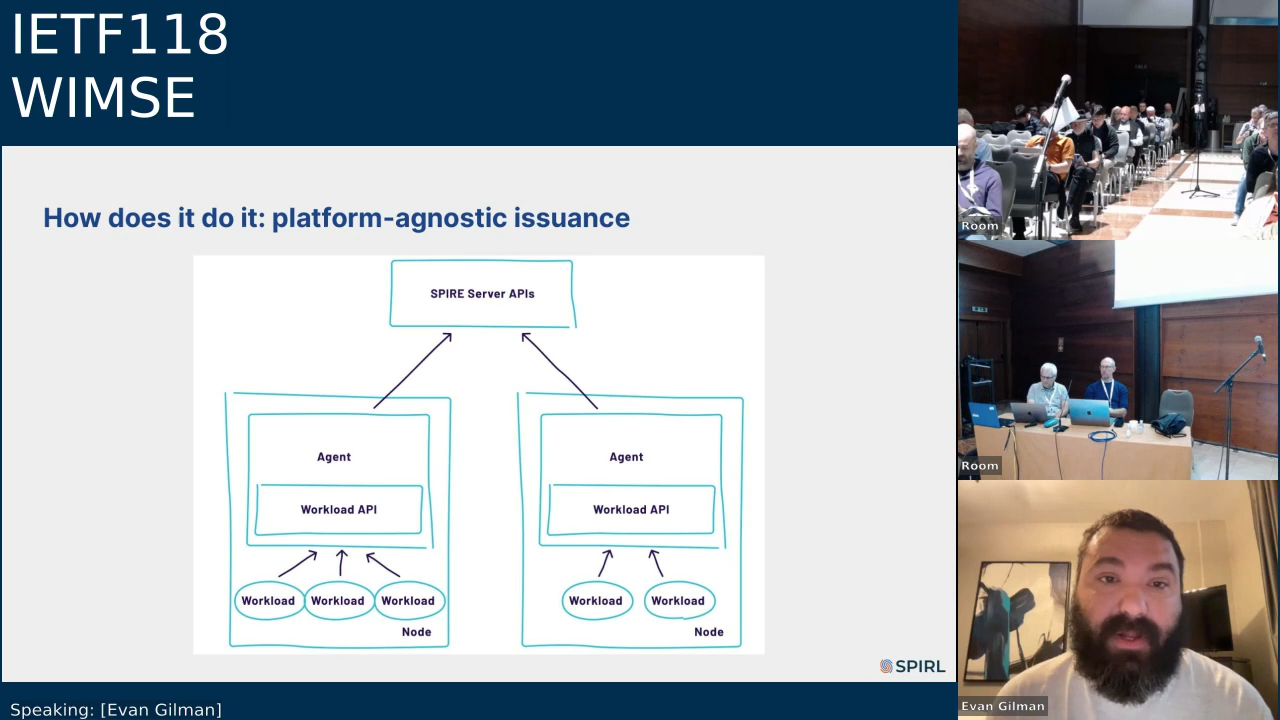 IETF118
WIMSE
How does it do it: platform-agnostic issuance
SPIRE Server APIs
Agent
Workload API
Workload
Workload
Workload
Node
Agent
Workload API
Workload
Workload
Node
SPIRL
Speaking: [Evan Gilman]
Room
Room
Evan Gilman